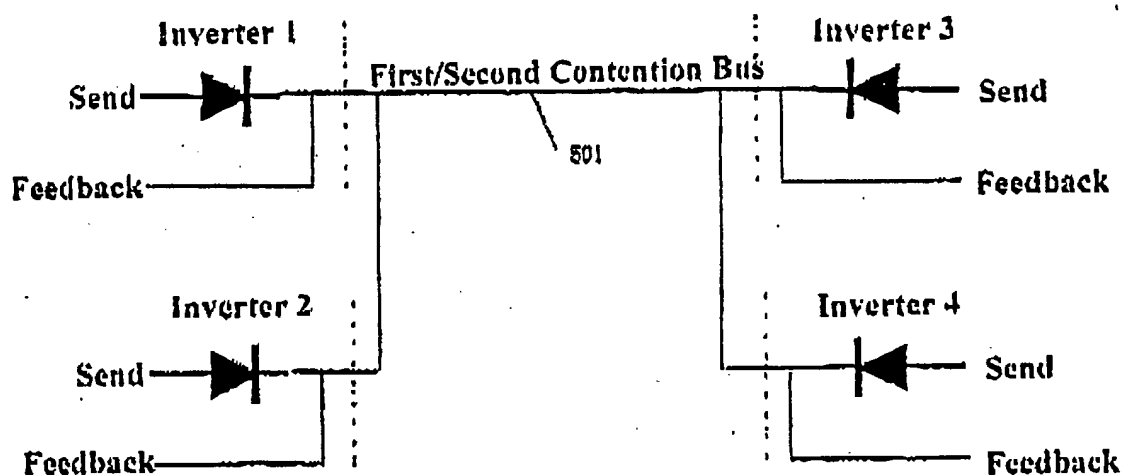 Inverter 1
Inverter 3
First/Second Contention Bus
Send
Send
501
Feedback
Feedback
Inverter 2
Inverter 4
Send
Send
Feedback
Feedback